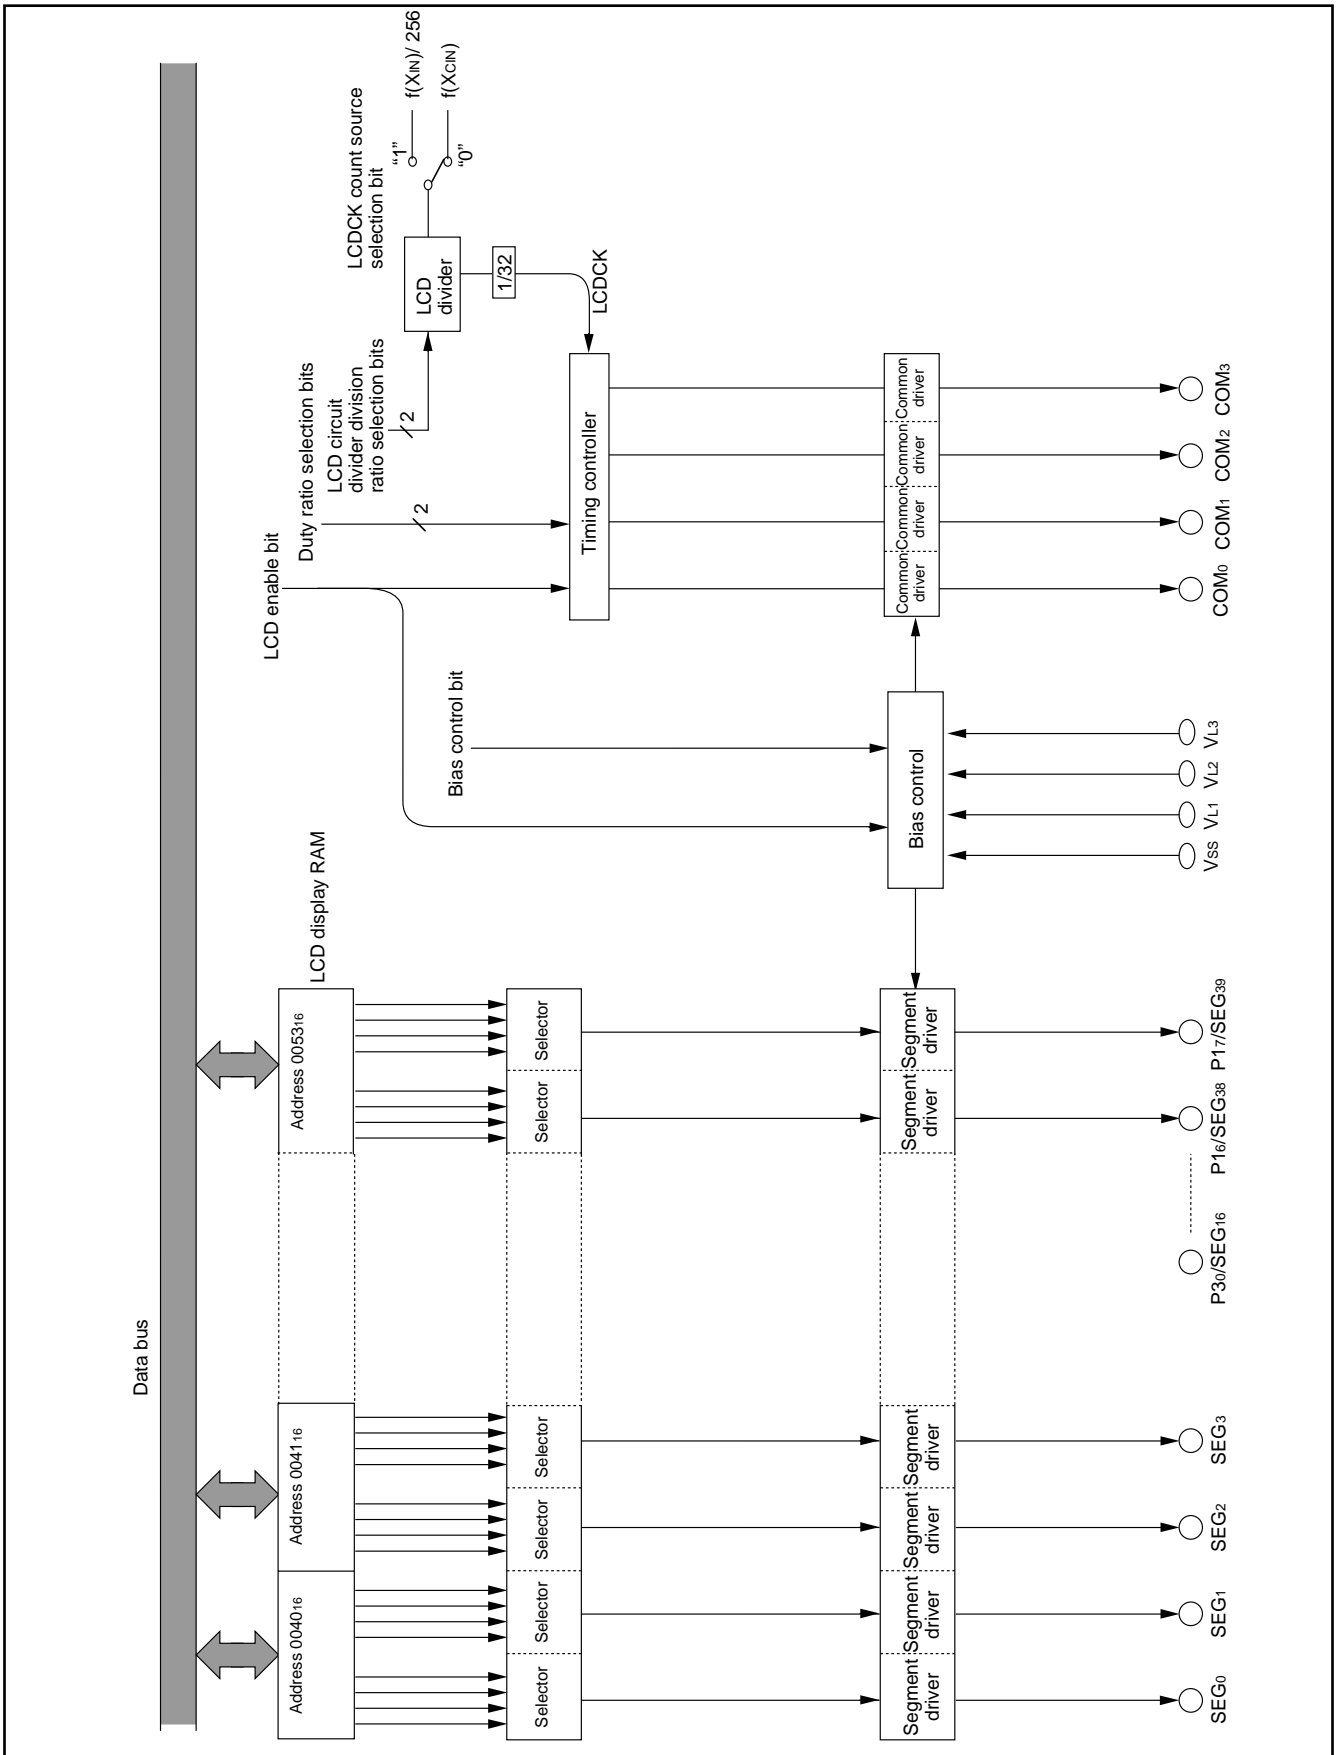 Data bus
LCD enable bit
Duty ratio selection bits
LCD circuit
divider division
ratio selection bits
2
2
LCDCK count source
selection bit
"1"
"0"
f(XIN)/ 256
f(XCIN)
LCD
divider
1/32
LCDCK
Timing controller
Bias control bit
LCD display RAM
Address 004016
Address 004116
Address 005316
Selector
Selector
Selector
Selector
Selector
Selector
Segment
driver
Segment
driver
Segment
driver
Segment
driver
Segment
driver
Segment
driver
Bias control
Common
driver
Common
driver
Common
driver
Common
driver
SEG0
SEG1
SEG2
SEG3
P30/SEG16
P16/SEG38
P17/SEG39
VSS
VL1
VL2
VL3
COM0
COM1
COM2
COM3